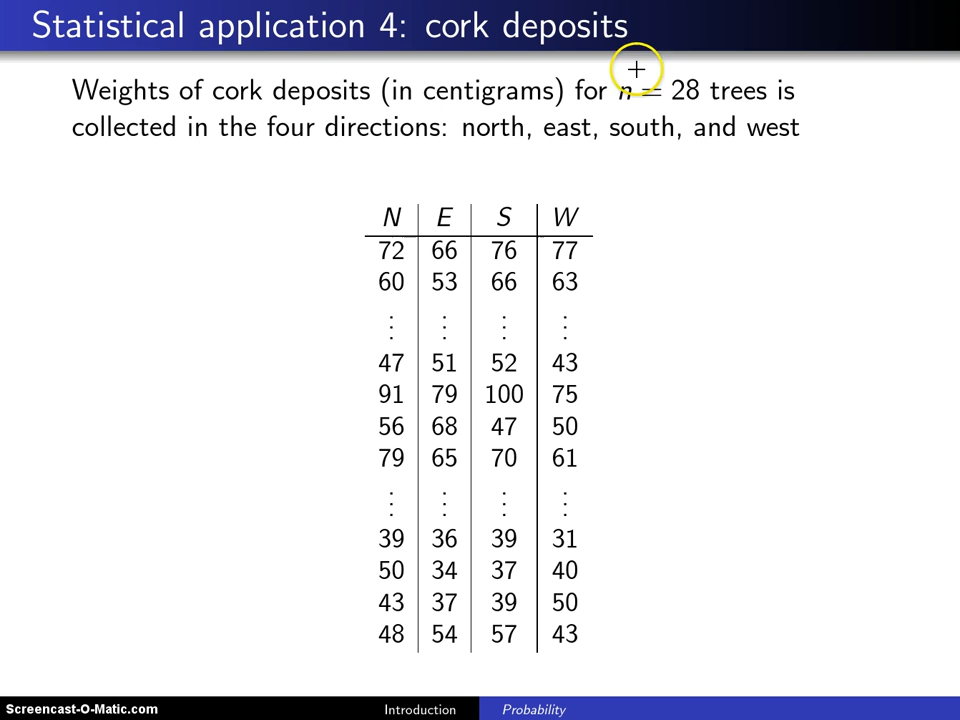 Statistical application 4: cork deposits
Weights of cork deposits (in centigrams) for n = 28 trees is
collected in the four directions: north, east, south, and west
N E S W
72 66 76 77
60 53 66 63
⋮ ⋮ ⋮ ⋮
47 51 52 43
91 79 100 75
56 68 47 50
79 65 70 61
⋮ ⋮ ⋮ ⋮
39 36 39 31
50 34 37 40
43 37 39 50
48 54 57 43
Screencast-O-Matic.com Introduction Probability